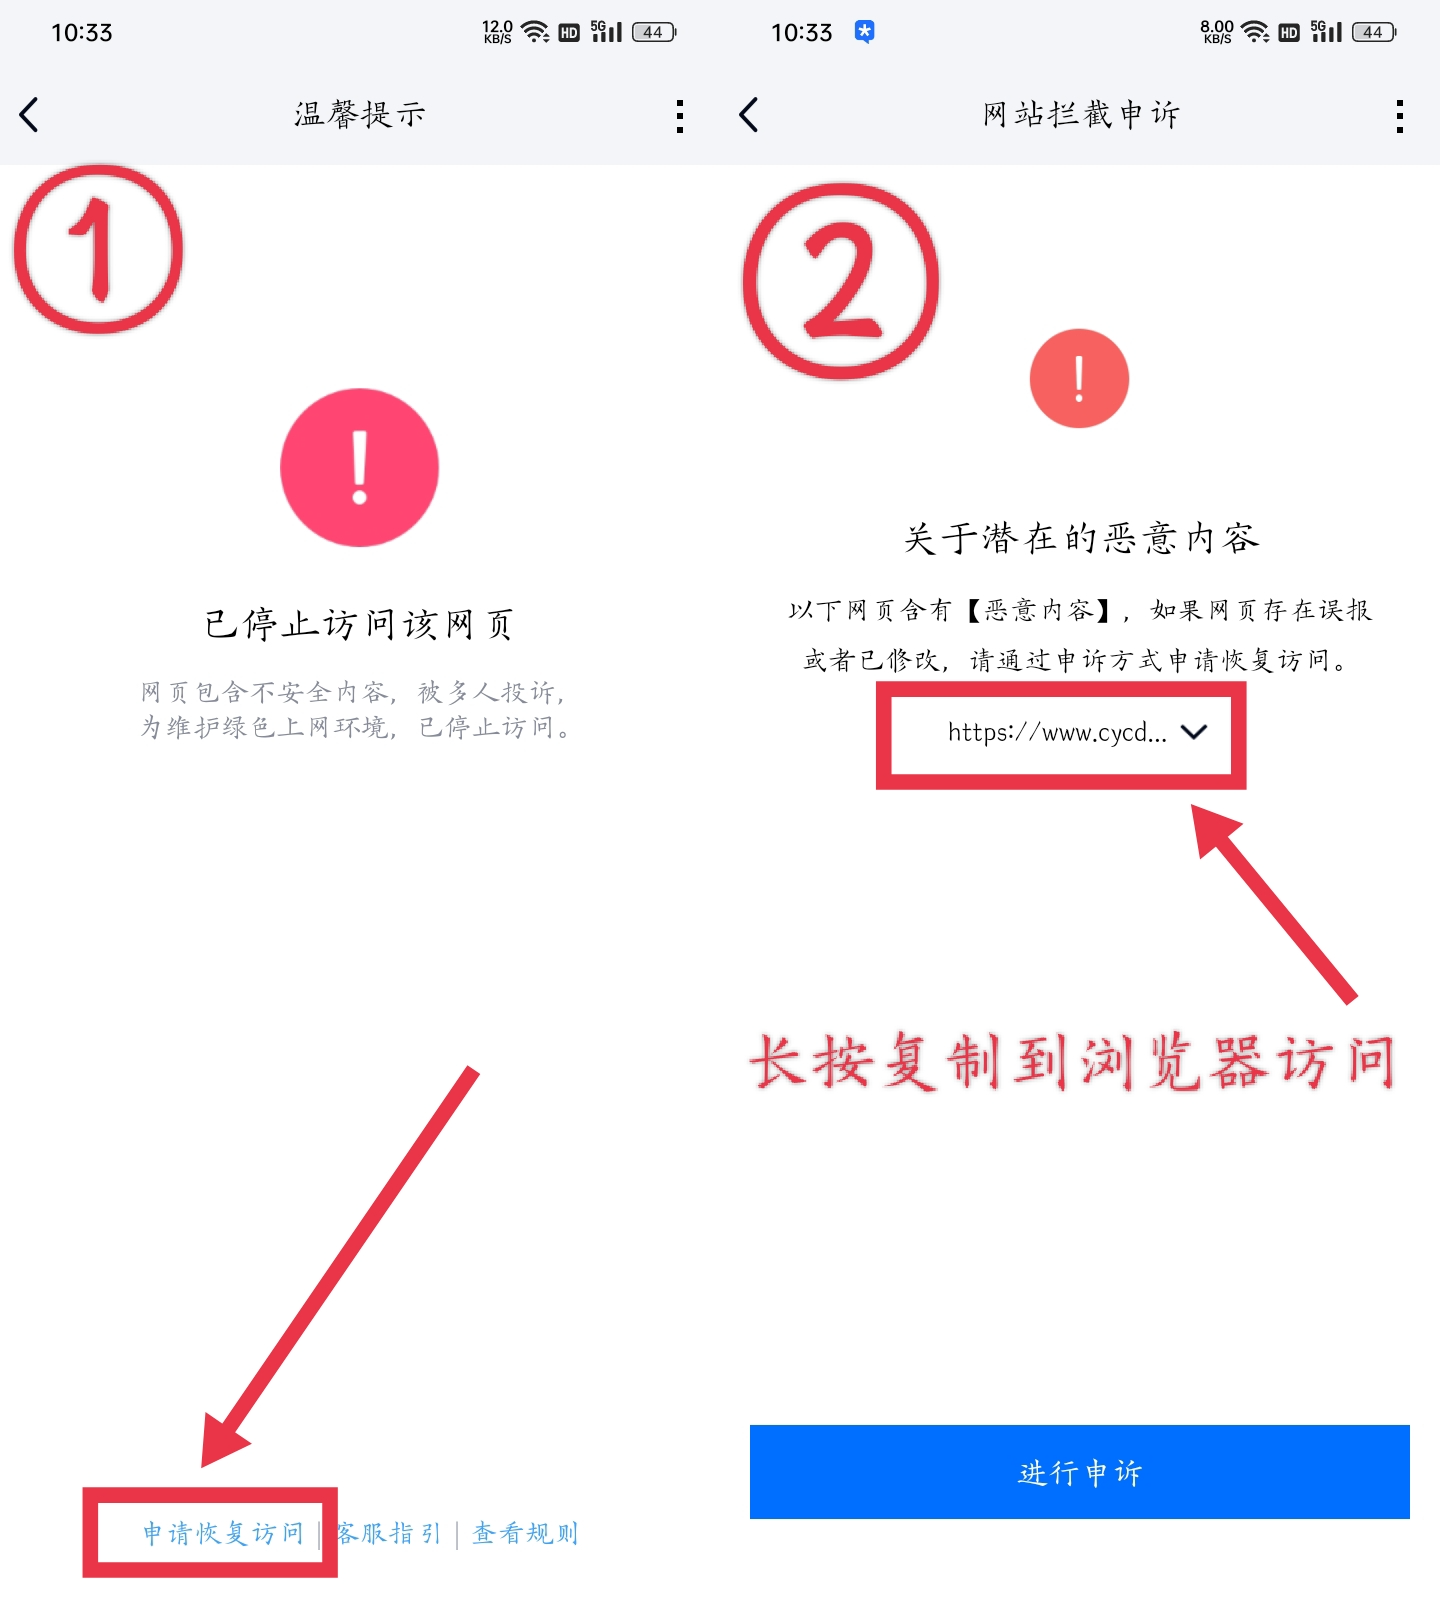 10:33
12.0 KB/S HD 5G 44
温馨提示
①
已停止访问该网页
网页包含不安全内容，被多人投诉，
为维护绿色上网环境，已停止访问。
申请恢复访问 | 客服指引 | 查看规则
10:33
8.00 KB/S HD 5G 44
网站拦截申诉
②
关于潜在的恶意内容
以下网页含有【恶意内容】，如果网页存在误报
或者已修改，请通过申诉方式申请恢复访问。
https://www.cycd...
长按复制到浏览器访问
进行申诉